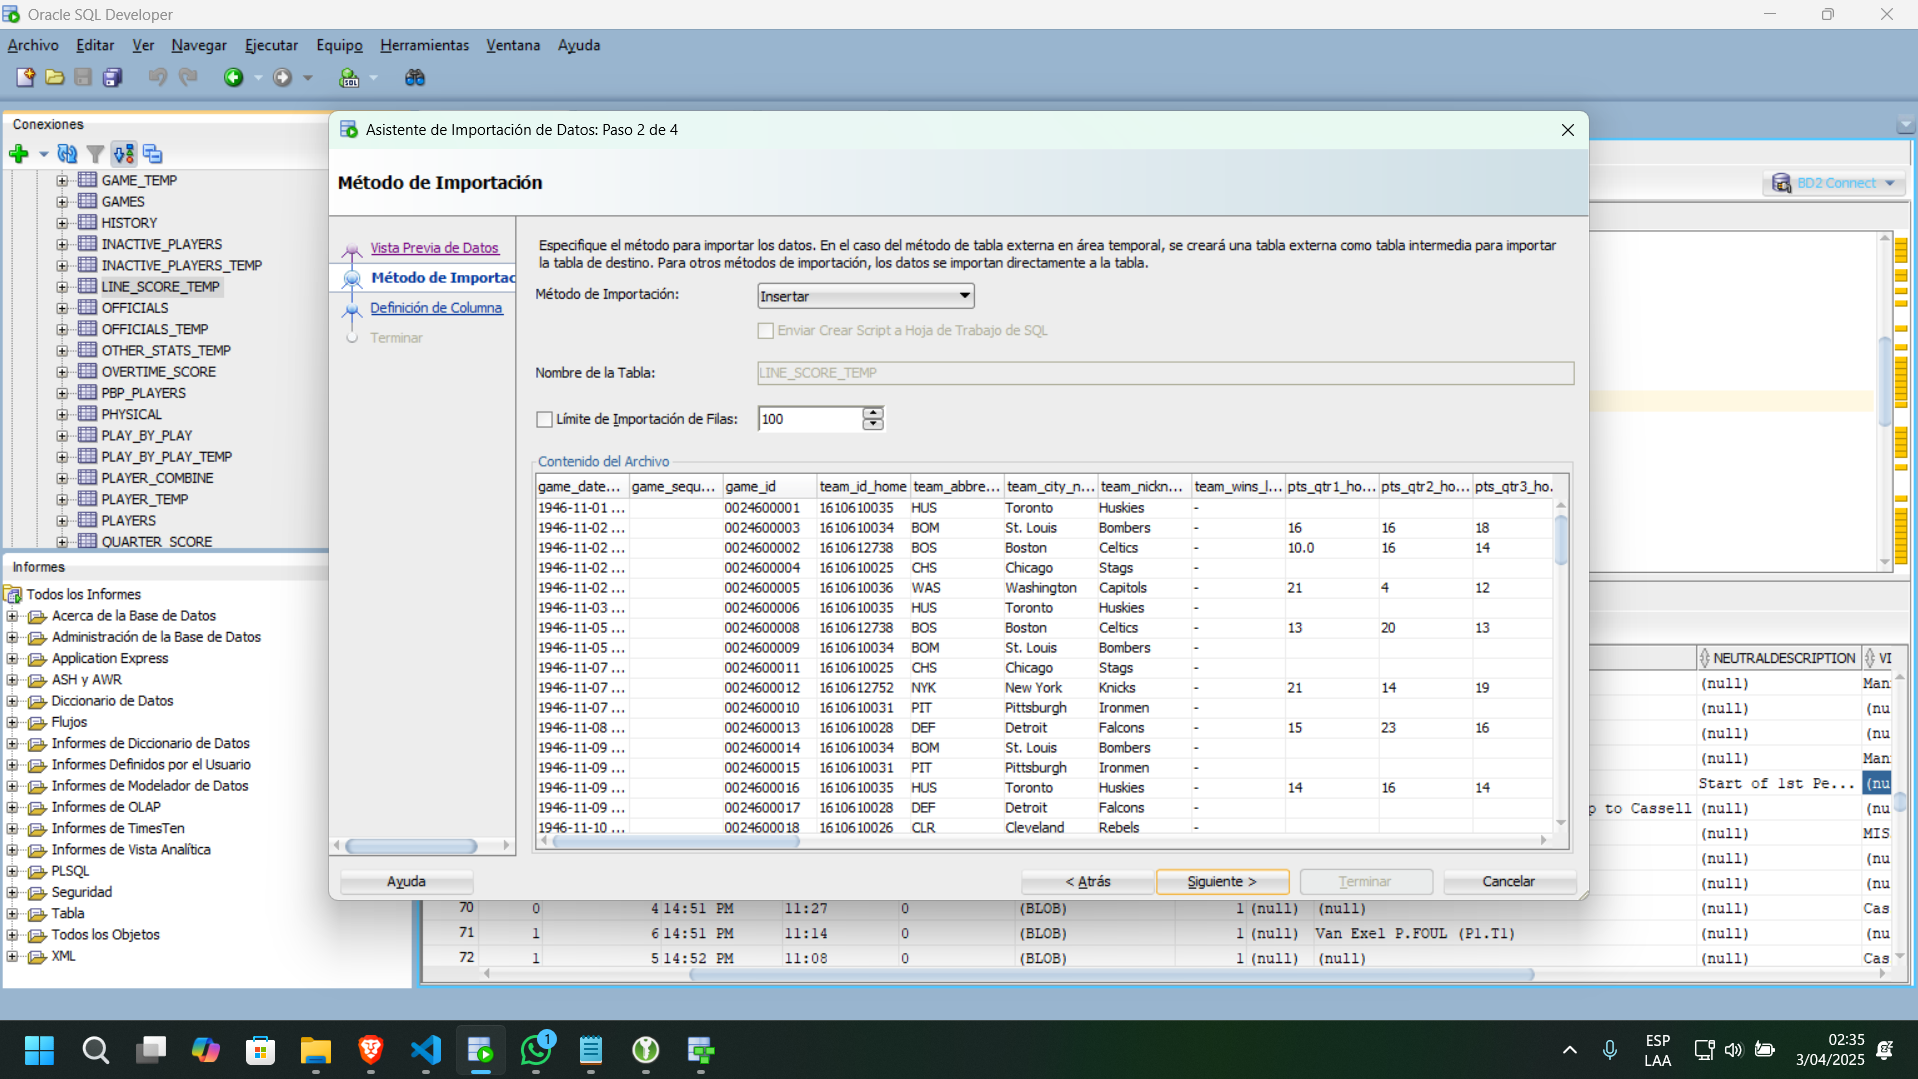 Oracle SQL Developer
Archivo Editar Ver Navegar Ejecutar Equipo Herramientas Ventana Ayuda
Conexiones
GAME_TEMP
GAMES
HISTORY
INACTIVE_PLAYERS
INACTIVE_PLAYERS_TEMP
LINE_SCORE_TEMP
OFFICIALS
OFFICIALS_TEMP
OTHER_STATS_TEMP
OVERTIME_SCORE
PBP_PLAYERS
PHYSICAL
PLAY_BY_PLAY
PLAY_BY_PLAY_TEMP
PLAYER_COMBINE
PLAYER_TEMP
PLAYERS
QUARTER_SCORE
Informes
Todos los Informes
Acerca de la Base de Datos
Administración de la Base de Datos
Application Express
ASH y AWR
Diccionario de Datos
Flujos
Informes de Diccionario de Datos
Informes Definidos por el Usuario
Informes de Modelador de Datos
Informes de OLAP
Informes de TimesTen
Informes de Vista Analítica
PLSQL
Seguridad
Tabla
Todos los Objetos
XML
Asistente de Importación de Datos: Paso 2 de 4
Método de Importación
Vista Previa de Datos
Método de Importac
Definición de Columna
Terminar
Especifique el método para importar los datos. En el caso del método de tabla externa en área temporal, se creará una tabla externa como tabla intermedia para importar
la tabla de destino. Para otros métodos de importación, los datos se importan directamente a la tabla.
Método de Importación: Insertar
Enviar Crear Script a Hoja de Trabajo de SQL
Nombre de la Tabla: LINE_SCORE_TEMP
Límite de Importación de Filas: 100
Contenido del Archivo
game_date... game_sequ... game_id team_id_home team_abbre... team_city_n... team_nickn... team_wins_l... pts_qtr1_ho... pts_qtr2_ho... pts_qtr3_ho.
1946-11-01 ... 0024600001 1610610035 HUS Toronto Huskies -
1946-11-02 ... 0024600003 1610610034 BOM St. Louis Bombers - 16 16 18
1946-11-02 ... 0024600002 1610612738 BOS Boston Celtics - 10.0 16 14
1946-11-02 ... 0024600004 1610610025 CHS Chicago Stags -
1946-11-02 ... 0024600005 1610610036 WAS Washington Capitols - 21 4 12
1946-11-03 ... 0024600006 1610610035 HUS Toronto Huskies -
1946-11-05 ... 0024600008 1610612738 BOS Boston Celtics - 13 20 13
1946-11-05 ... 0024600009 1610610034 BOM St. Louis Bombers -
1946-11-07 ... 0024600011 1610610025 CHS Chicago Stags -
1946-11-07 ... 0024600012 1610612752 NYK New York Knicks - 21 14 19
1946-11-07 ... 0024600010 1610610031 PIT Pittsburgh Ironmen -
1946-11-08 ... 0024600013 1610610028 DEF Detroit Falcons - 15 23 16
1946-11-09 ... 0024600014 1610610034 BOM St. Louis Bombers -
1946-11-09 ... 0024600015 1610610031 PIT Pittsburgh Ironmen -
1946-11-09 ... 0024600016 1610610035 HUS Toronto Huskies - 14 16 14
1946-11-09 ... 0024600017 1610610028 DEF Detroit Falcons -
1946-11-10 ... 0024600018 1610610026 CLR Cleveland Rebels -
Ayuda < Atrás Siguiente > Terminar Cancelar
BD2 Connect
NEUTRALDESCRIPTION VI
(null) Man
(null) (nu
(null) (nu
(null) Man
Start of 1st Pe... (nu
p to Cassell (null) (nu
(null) MIS
(null) (nu
(null) (nu
70 0 4 14:51 PM 11:27 0 (BLOB) 1 (null) (null) (null) Cas
71 1 6 14:51 PM 11:14 0 (BLOB) 1 (null) Van Exel P.FOUL (P1.T1) (null) (nu
72 1 5 14:52 PM 11:08 0 (BLOB) 1 (null) (null) (null) Cas
1
ESP
LAA
02:35
3/04/2025